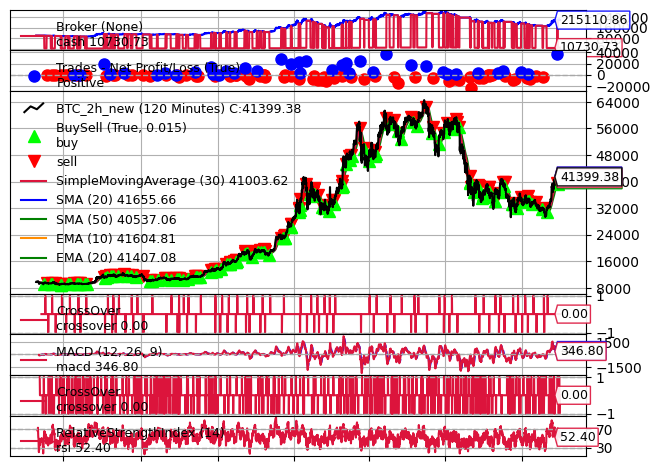 Broker (None)
cash 10730.73
215110.86
10730.73
Trades - Net Profit/Loss (True)
Positive
40000
20000
0
−20000
BTC_2h_new (120 Minutes) C:41399.38
BuySell (True, 0.015)
buy
sell
SimpleMovingAverage (30) 41003.62
SMA (20) 41655.66
SMA (50) 40537.06
EMA (10) 41604.81
EMA (20) 41407.08
64000
56000
48000
41399.38
32000
24000
16000
8000
CrossOver
crossover 0.00
1
0.00
−1
MACD (12, 26, 9)
macd 346.80
1500
346.80
−1500
CrossOver
crossover 0.00
1
0.00
−1
RelativeStrengthIndex (14)
rsi 52.40
70
52.40
30